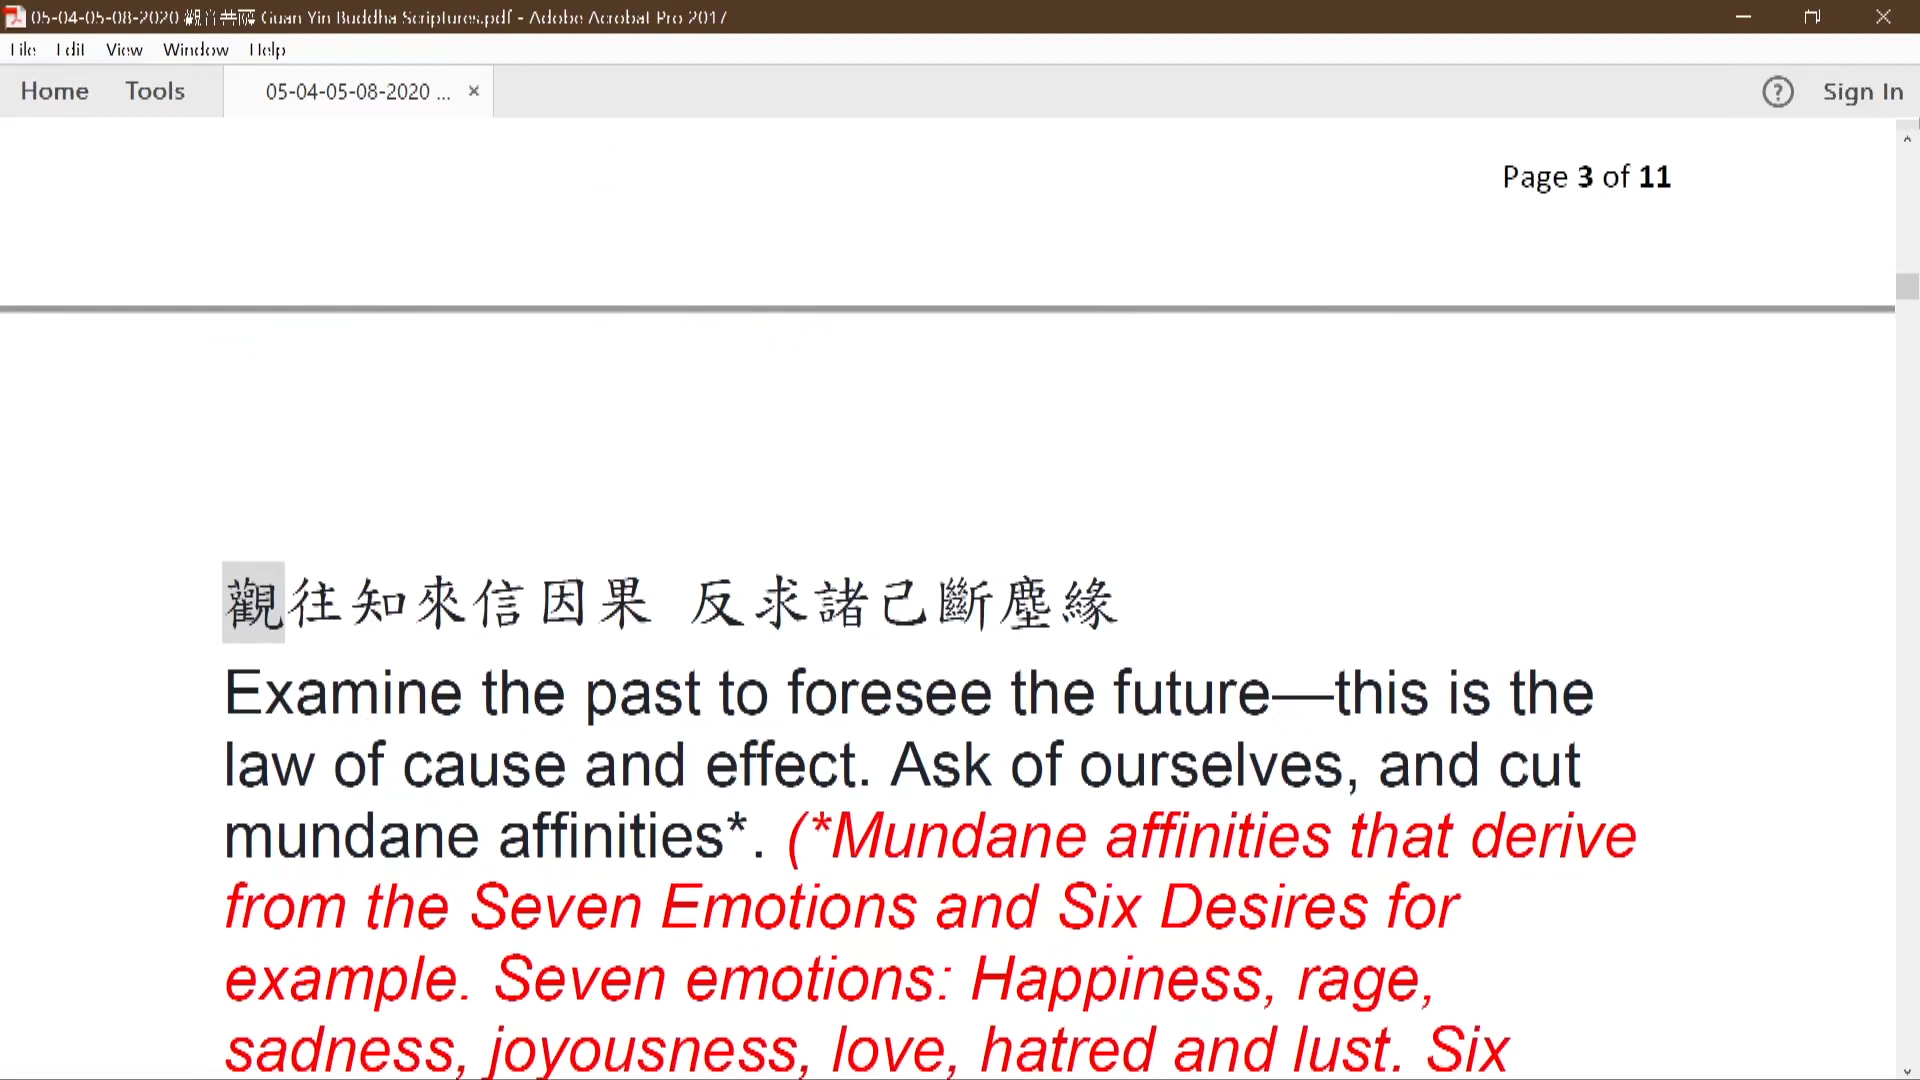 05-04-05-08-2020 觀音普陀 Guan Yin Buddha Scriptures.pdf - Adobe Acrobat Pro 2017
File Edit View Window Help
Home Tools 05-04-05-08-2020 ... × ? Sign In
Page 3 of 11
觀往知來信因果 反求諸己斷塵緣
Examine the past to foresee the future—this is the
law of cause and effect. Ask of ourselves, and cut
mundane affinities*. (*Mundane affinities that derive
from the Seven Emotions and Six Desires for
example. Seven emotions: Happiness, rage,
sadness, joyousness, love, hatred and lust. Six